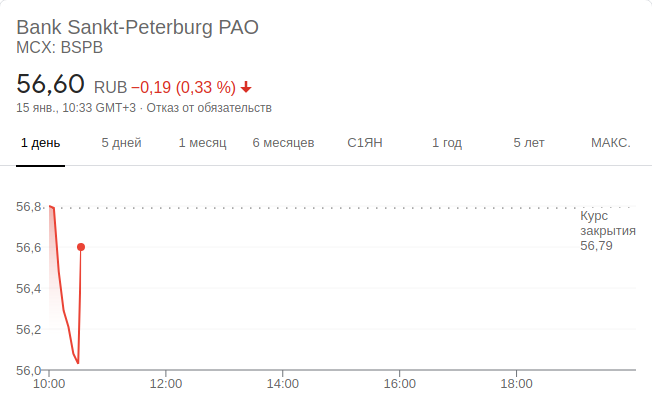 Bank Sankt-Peterburg PAO
MCX: BSPB
56,60 RUB −0,19 (0,33 %)
15 янв., 10:33 GMT+3 · Отказ от обязательств
1 день 5 дней 1 месяц 6 месяцев С1ЯН 1 год 5 лет МАКС.
56,8
Курс
закрытия
56,6 56,79
56,4
56,2
56,0
10:00 12:00 14:00 16:00 18:00